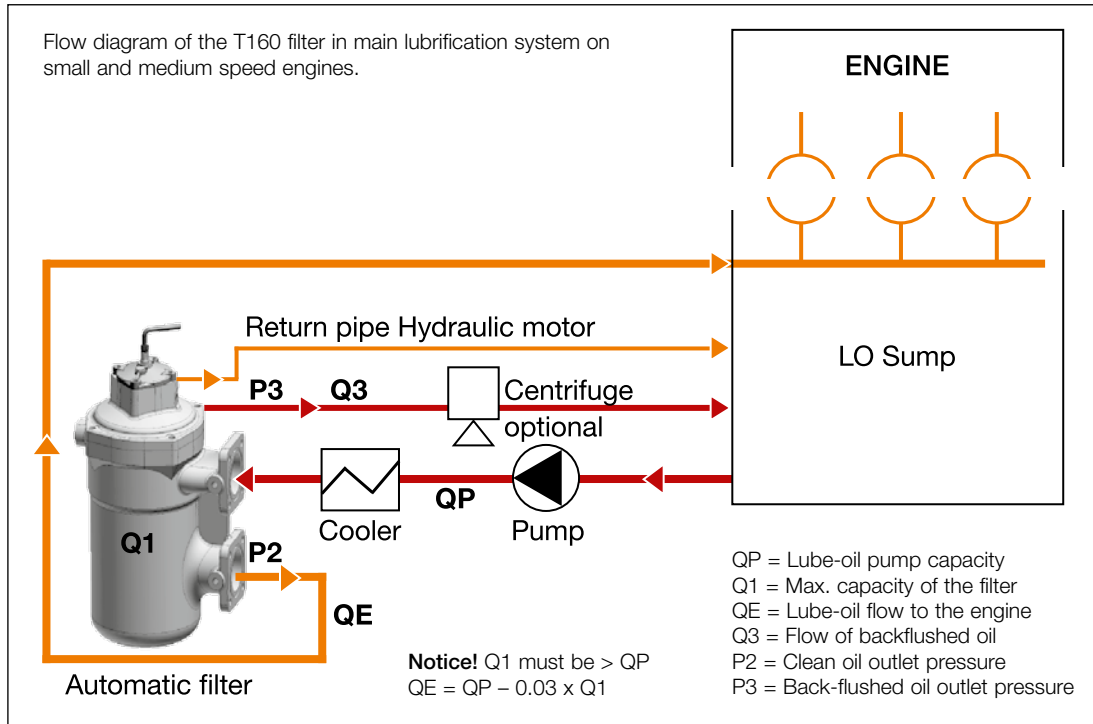 Flow diagram of the T160 filter in main lubrification system on
small and medium speed engines.
ENGINE
Return pipe Hydraulic motor
LO Sump
P3
Q3
Centrifuge
optional
QP
Cooler
Pump
Q1
P2
QE
Automatic filter
Notice! Q1 must be > QP
QE = QP – 0.03 x Q1
QP = Lube-oil pump capacity
Q1 = Max. capacity of the filter
QE = Lube-oil flow to the engine
Q3 = Flow of backflushed oil
P2 = Clean oil outlet pressure
P3 = Back-flushed oil outlet pressure